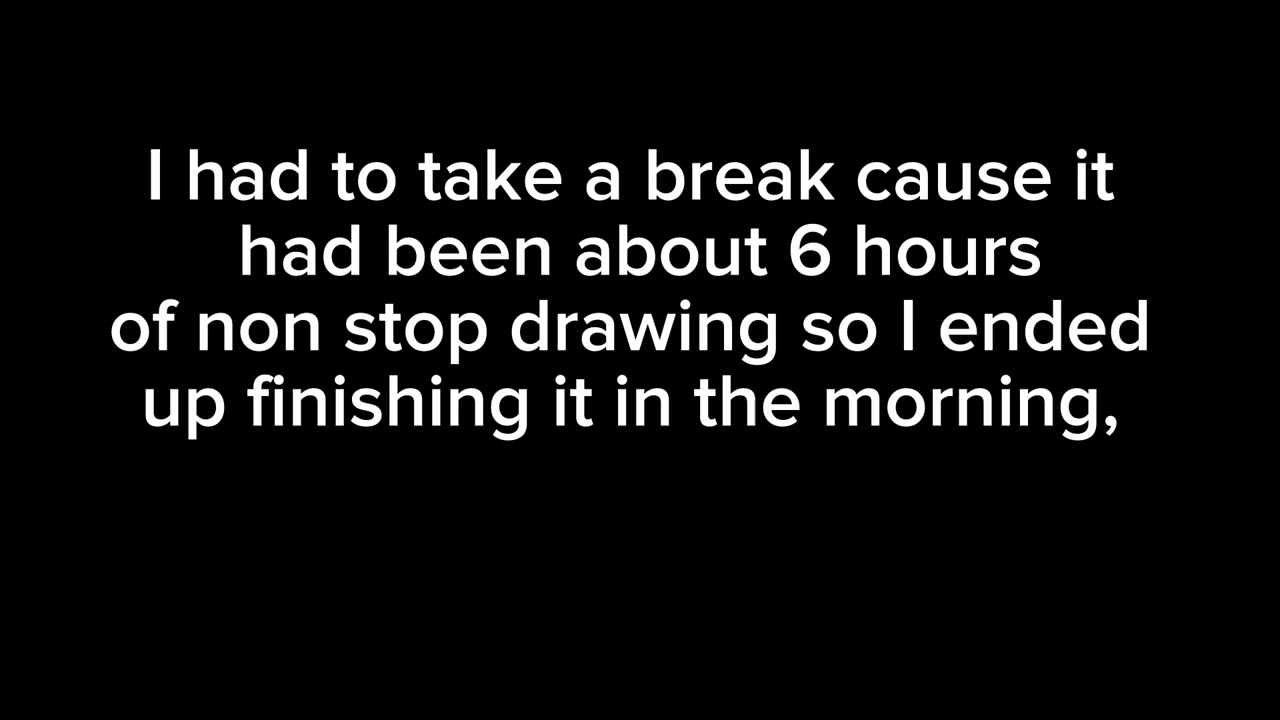 I had to take a break cause it
had been about 6 hours
of non stop drawing so I ended
up finishing it in the morning,